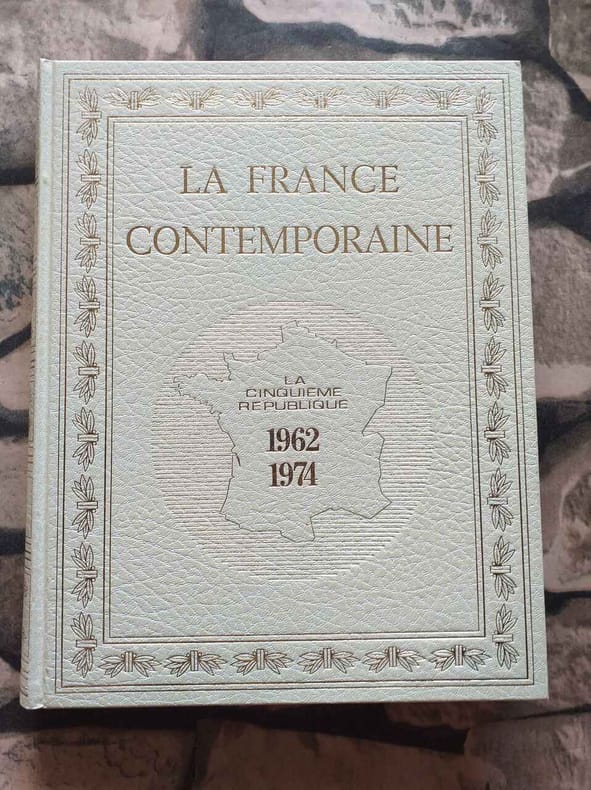 LA FRANCE
CONTEMPORAINE
LA
CINQUIEME
REPUBLIQUE
1962
1974